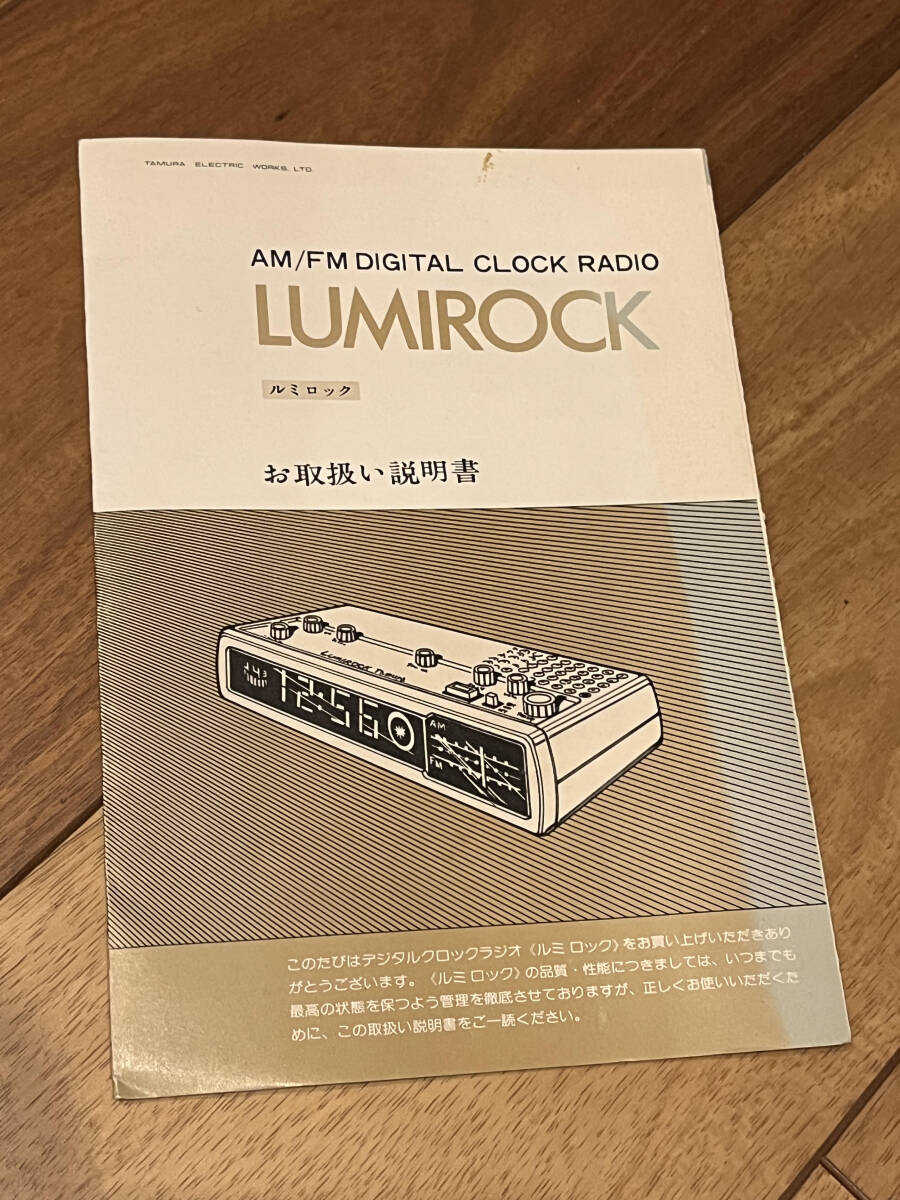 TAMURA ELECTRIC WORKS, LTD.
AM/FM DIGITAL CLOCK RADIO
LUMIROCK
ルミロック
お取扱い説明書
LUMIROCK Tamura
AM
FM
このたびはデジタルクロックラジオ〈ルミ ロック〉をお買い上げいただきあり
がとうございます。〈ルミ ロック〉の品質・性能につきましては、いつまでも
最高の状態を保つよう管理を徹底させておりますが、正しくお使いいただくた
めに、この取扱い説明書をご一読ください。